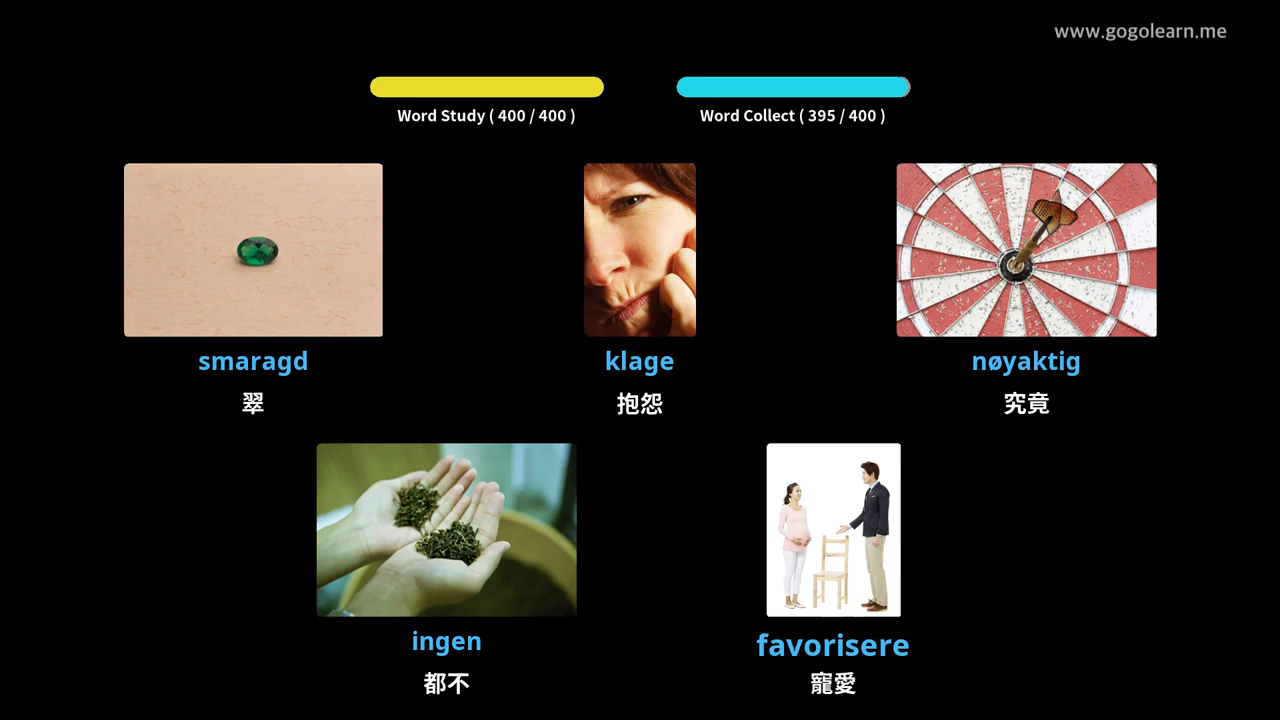 www.gogolearn.me
Word Study ( 400 / 400 )
Word Collect ( 395 / 400 )
smaragd
翠
klage
抱怨
nøyaktig
究竟
ingen
都不
favorisere
寵愛